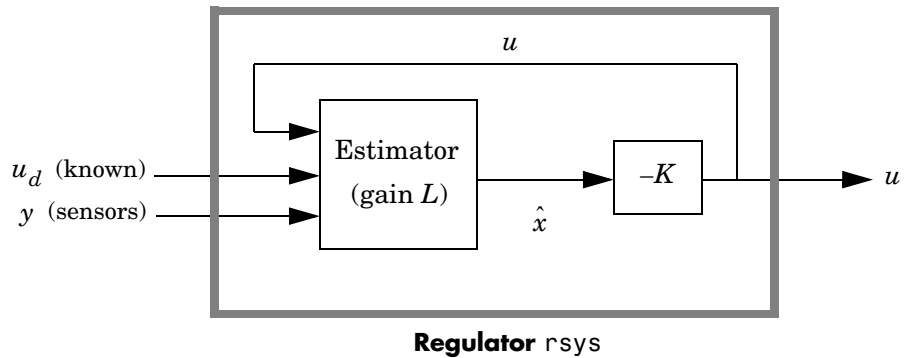 u
Estimator
(gain L)
u_d (known)
y (sensors)
–K
x̂
u
Regulator rsys